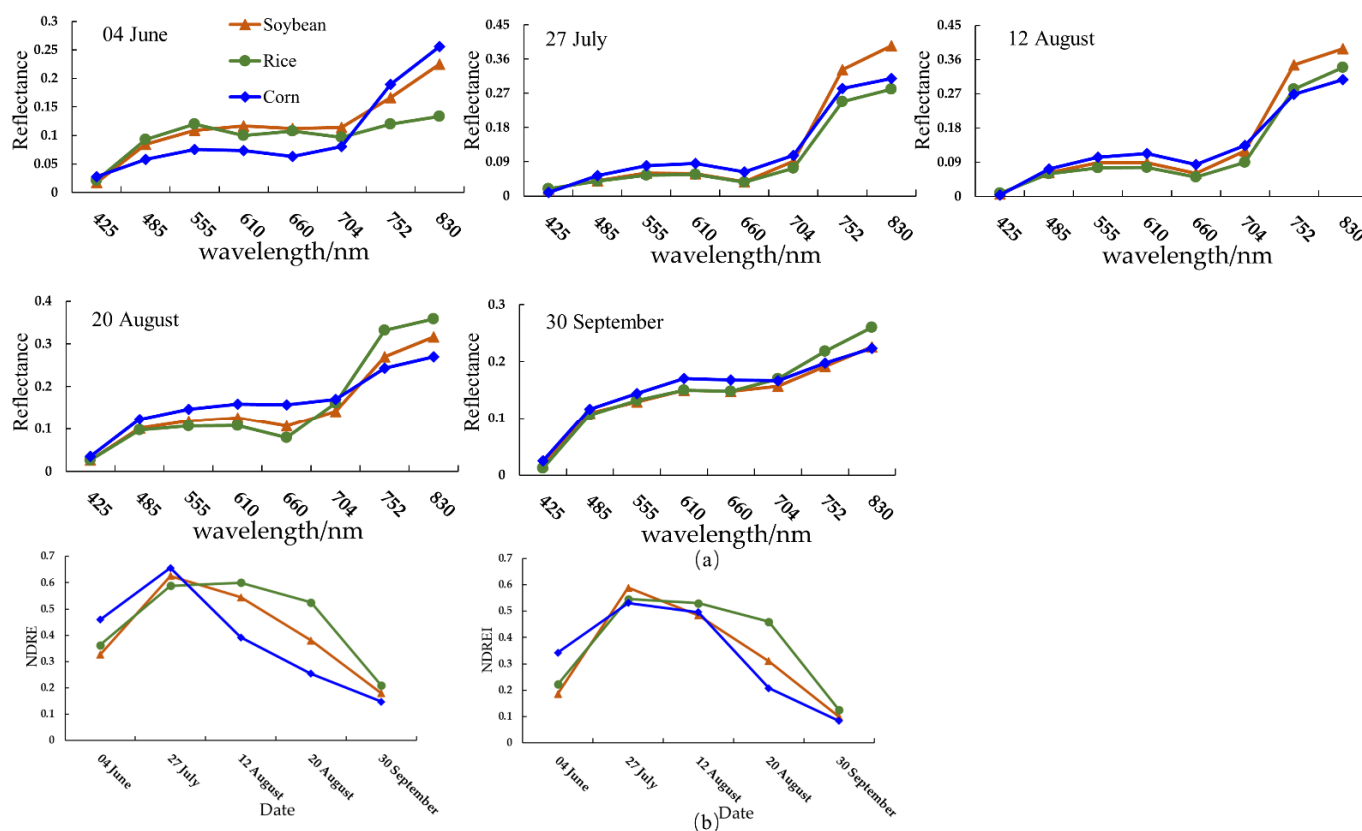 0.3
0.25
0.2
0.15
0.1
0.05
0
Reflectance
04 June
Soybean
Rice
Corn
425
485
555
610
660
704
752
830
wavelength/nm
0.45
0.36
0.27
0.18
0.09
0
Reflectance
27 July
425
485
555
610
660
704
752
830
wavelength/nm
0.45
0.36
0.27
0.18
0.09
0
Reflectance
12 August
425
485
555
610
660
704
752
830
wavelength/nm
0.4
0.3
0.2
0.1
0
Reflectance
20 August
425
485
555
610
660
704
752
830
wavelength/nm
0.3
0.2
0.1
0
Reflectance
30 September
425
485
555
610
660
704
752
830
wavelength/nm
(a)
0.7
0.6
0.5
0.4
0.3
0.2
0.1
0
NDRE
04 June
27 July
12 August
20 August
30 September
Date
0.7
0.6
0.5
0.4
0.3
0.2
0.1
0
NDREI
04 June
27 July
12 August
20 August
30 September
Date
(b)